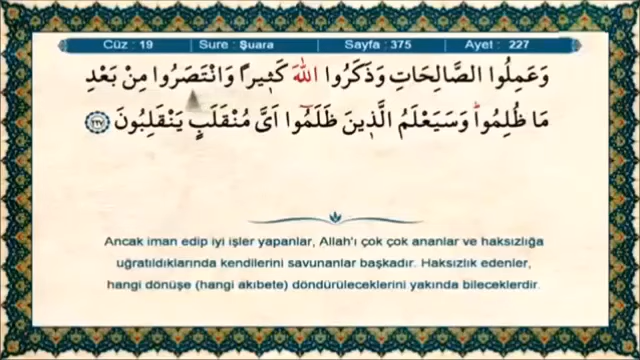 Cüz : 19 Sure : Şuara Sayfa : 375 Ayet : 227
وَعَمِلُوا الصَّالِحَاتِ وَذَكَرُوا اللّٰهَ كَث۪يراً وَانْتَصَرُوا مِنْ بَعْدِ
مَا ظُلِمُواۜ وَسَيَعْلَمُ الَّذ۪ينَ ظَلَمُٓوا اَيَّ مُنْقَلَبٍ يَنْقَلِبُونَ ﴿٢٢٧﴾
Ancak iman edip iyi işler yapanlar, Allah'ı çok çok ananlar ve haksızlığa
uğratıldıklarında kendilerini savunanlar başkadır. Haksızlık edenler,
hangi dönüşe (hangi akıbete) döndürüleceklerini yakında bileceklerdir.